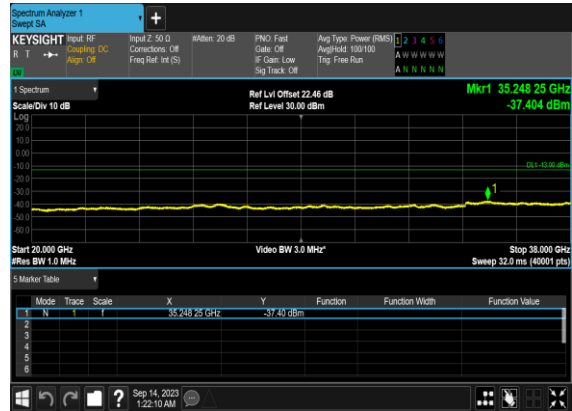 Spectrum Analyzer 1
Swept SA
+
KEYSIGHT Input: RF Input Z: 50 Ω #Atten: 20 dB PNO: Fast Avg Type: Power (RMS) 1 2 3 4 5 6
R T Coupling: DC Corrections: Off Gate: Off Avg|Hold: 100/100 A W W W W W
Align: Off Freq Ref: Int (S) IF Gain: Low Trig: Free Run
Sig Track: Off A N N N N N
1 Spectrum Ref Lvl Offset 22.46 dB Mkr1 35.248 25 GHz
Scale/Div 10 dB Ref Level 30.00 dBm -37.404 dBm
Log
20.0
10.0
0.00
-10.0 DL1 -13.00 dBm
-20.0
-30.0 1
-40.0
-50.0
-60.0
Start 20.000 GHz Video BW 3.0 MHz* Stop 38.000 GHz
#Res BW 1.0 MHz Sweep 32.0 ms (40001 pts)
5 Marker Table
Mode Trace Scale X Y Function Function Width Function Value
1 N 1 f 35.248 25 GHz -37.40 dBm
2
3
4
5
6
? Sep 14, 2023
1:22:10 AM